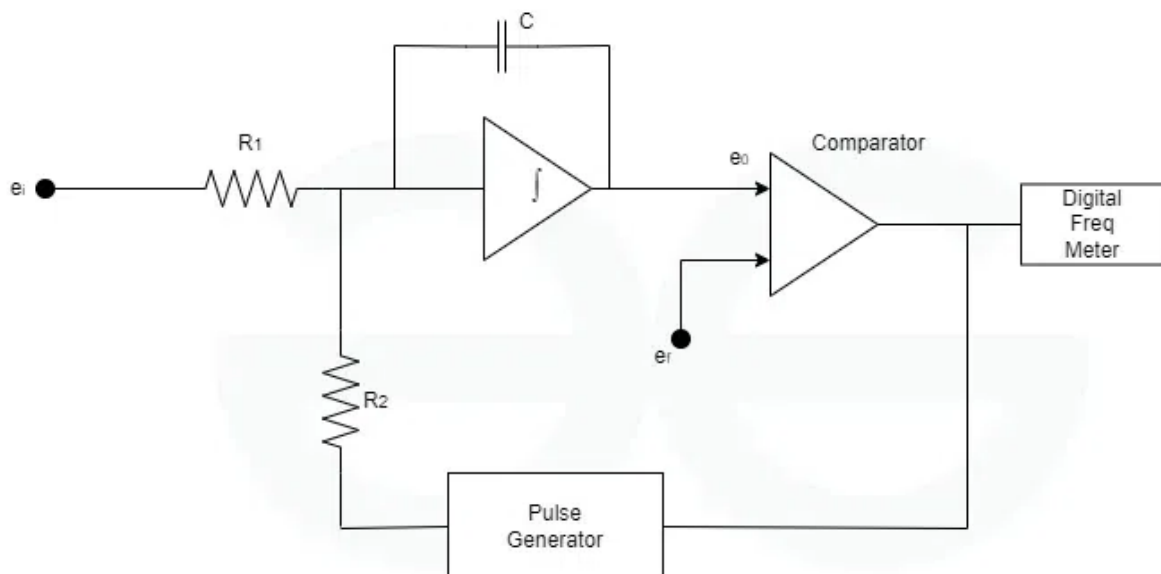 C
R1
Comparator
ei
∫
e0
Digital
Freq
Meter
er
R2
Pulse
Generator